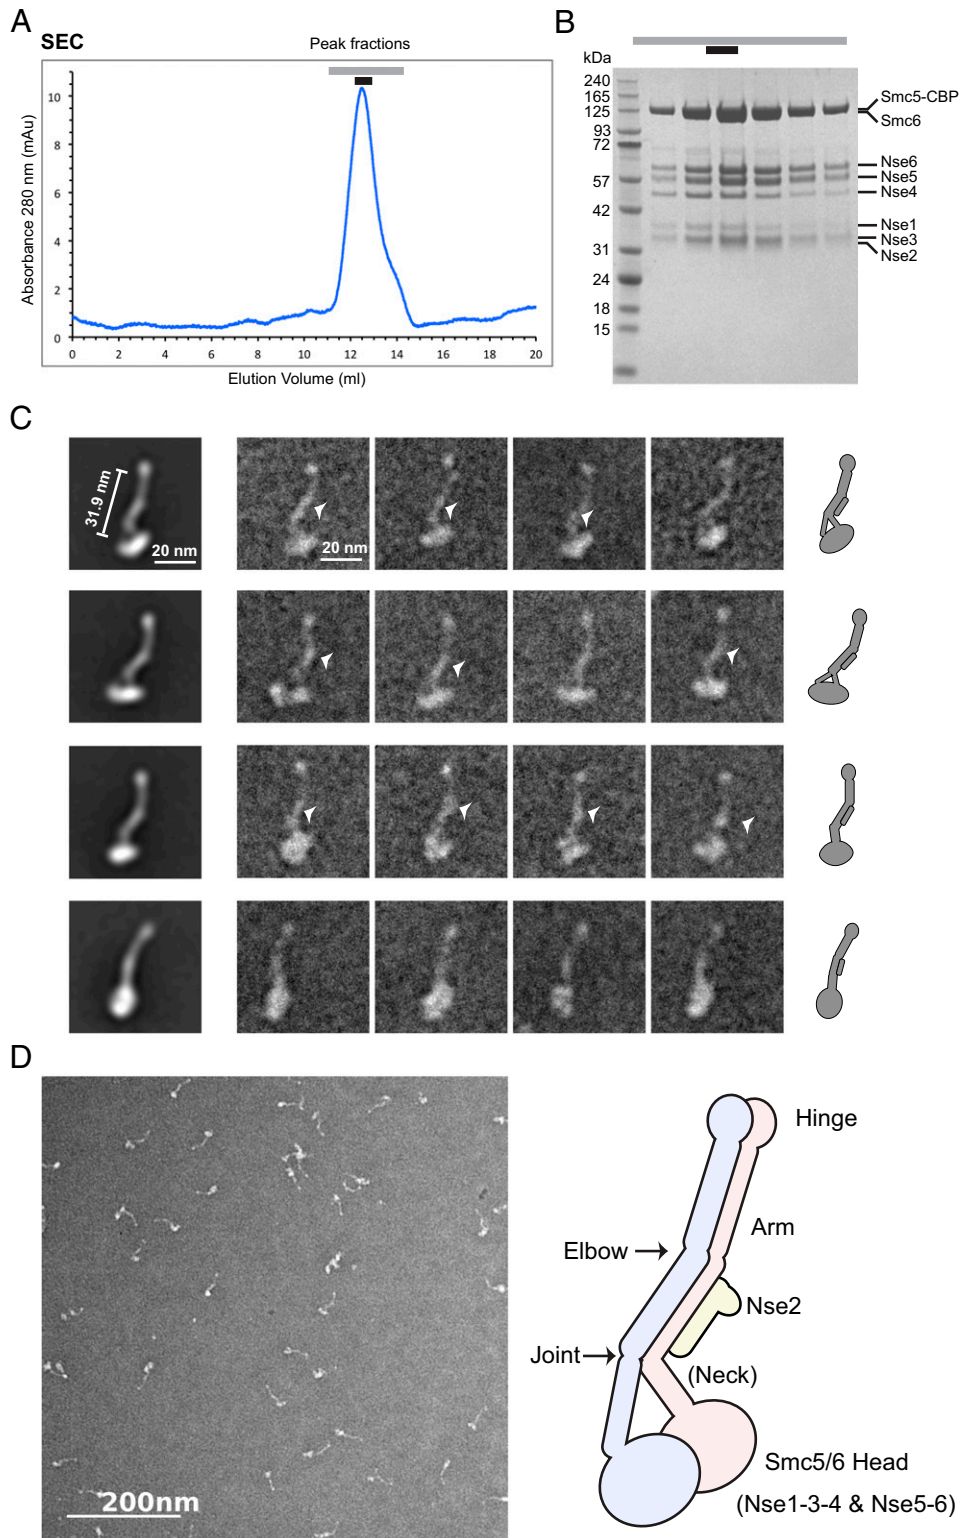 A
SEC
Peak fractions
Absorbance 280 nm (mAu)
10
8
6
4
2
0
0 2 4 6 8 10 12 14 16 18 20
Elution Volume (ml)
B
kDa
240
165
125
93
72
57
42
31
24
18
15
Smc5-CBP
Smc6
Nse6
Nse5
Nse4
Nse1
Nse3
Nse2
C
31.9 nm
20 nm
20 nm
D
200nm
Hinge
Arm
Elbow
Nse2
Joint
(Neck)
Smc5/6 Head
(Nse1-3-4 & Nse5-6)